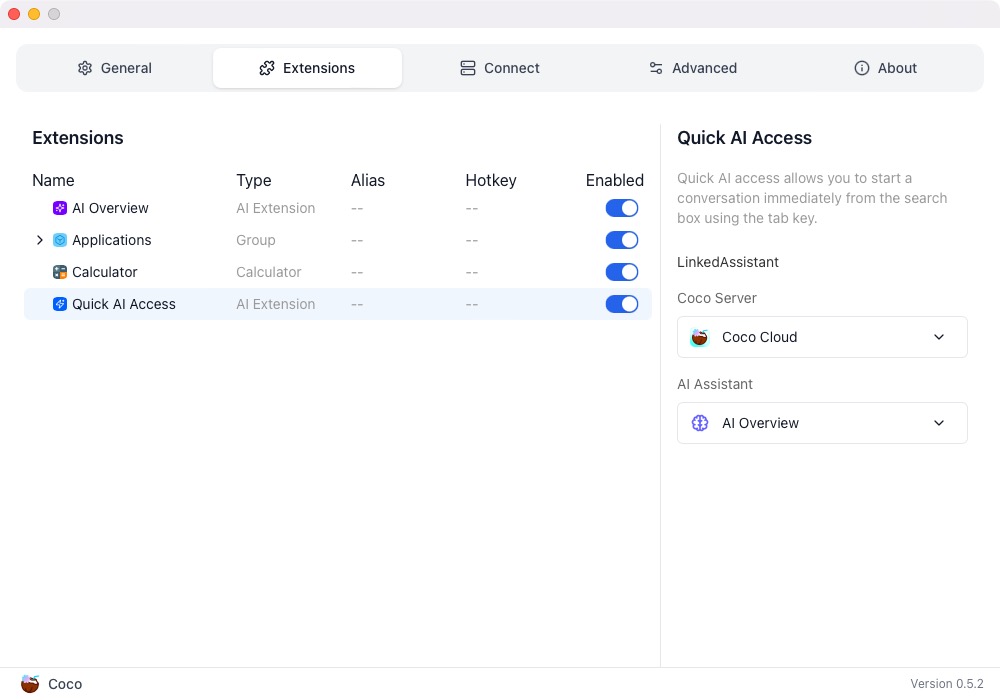 General Extensions Connect Advanced About
Extensions
Name Type Alias Hotkey Enabled
AI Overview AI Extension -- --
Applications Group -- --
Calculator Calculator -- --
Quick AI Access AI Extension -- --
Quick AI Access
Quick AI access allows you to start a
conversation immediately from the search
box using the tab key.
LinkedAssistant
Coco Server
Coco Cloud
AI Assistant
AI Overview
Coco
Version 0.5.2